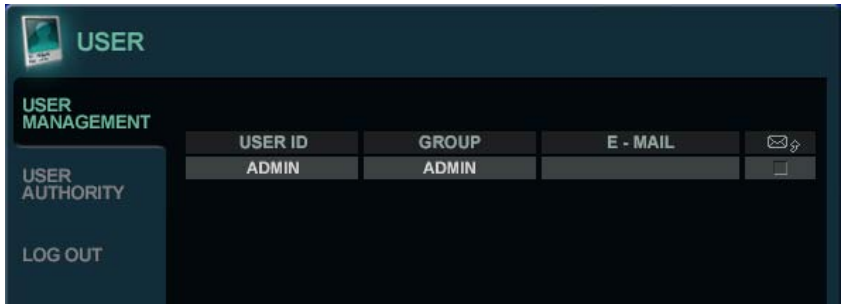 USER
USER
MANAGEMENT
USER ID GROUP E - MAIL
ADMIN ADMIN
USER
AUTHORITY
LOG OUT